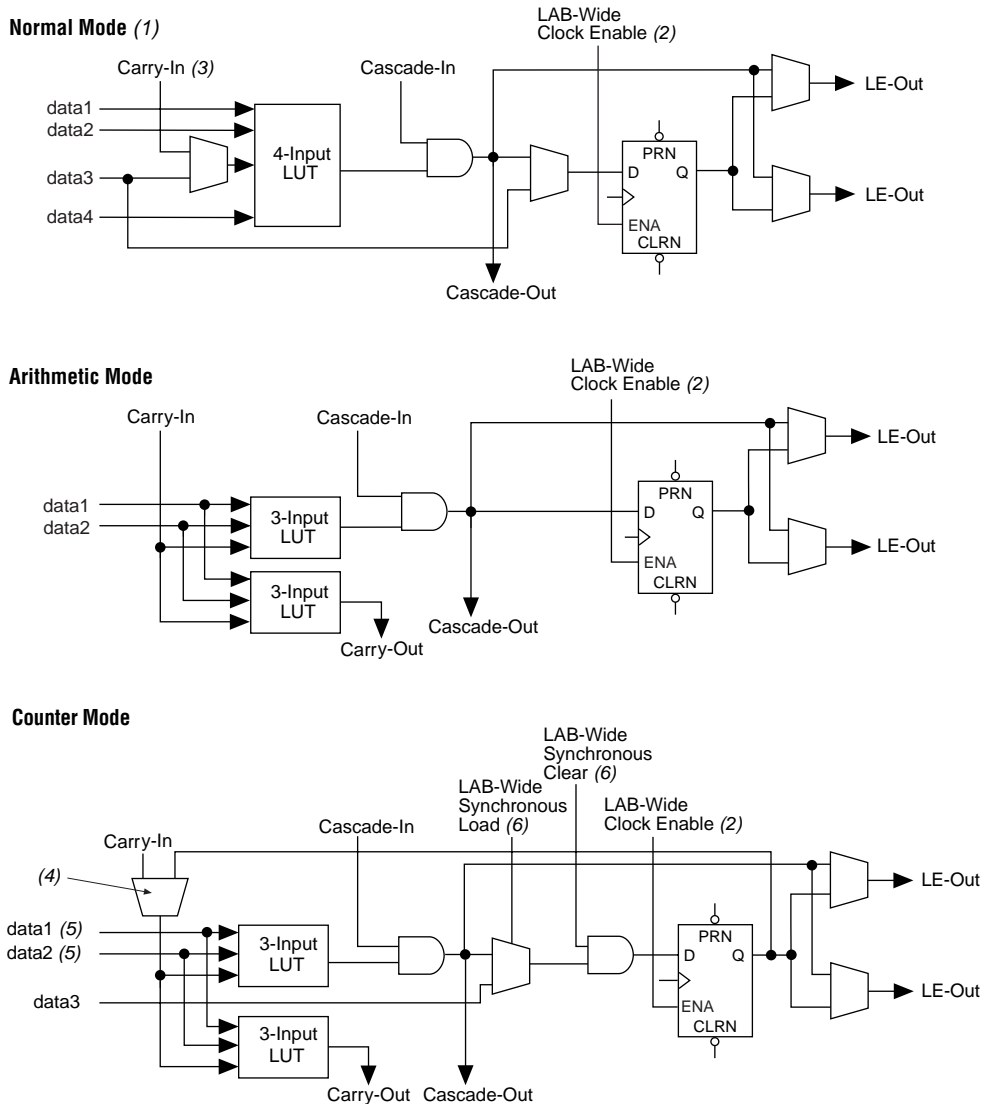 Normal Mode (1)
LAB-Wide
Clock Enable (2)
Carry-In (3)
Cascade-In
data1
data2
data3
data4
4-Input
LUT
PRN
D
Q
ENA
CLRN
LE-Out
LE-Out
Cascade-Out
Arithmetic Mode
LAB-Wide
Clock Enable (2)
Carry-In
Cascade-In
data1
data2
3-Input
LUT
3-Input
LUT
PRN
D
Q
ENA
CLRN
LE-Out
LE-Out
Cascade-Out
Carry-Out
Counter Mode
LAB-Wide
Synchronous
Clear (6)
LAB-Wide
Synchronous
Load (6)
LAB-Wide
Clock Enable (2)
Cascade-In
Carry-In
(4)
data1 (5)
data2 (5)
data3
3-Input
LUT
3-Input
LUT
PRN
D
Q
ENA
CLRN
LE-Out
LE-Out
Carry-Out
Cascade-Out